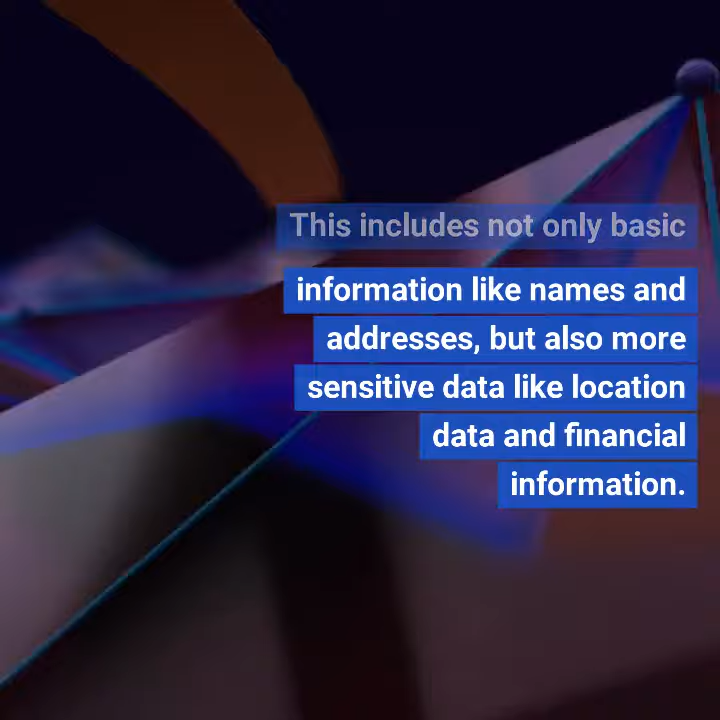 This includes not only basic
information like names and
addresses, but also more
sensitive data like location
data and financial
information.